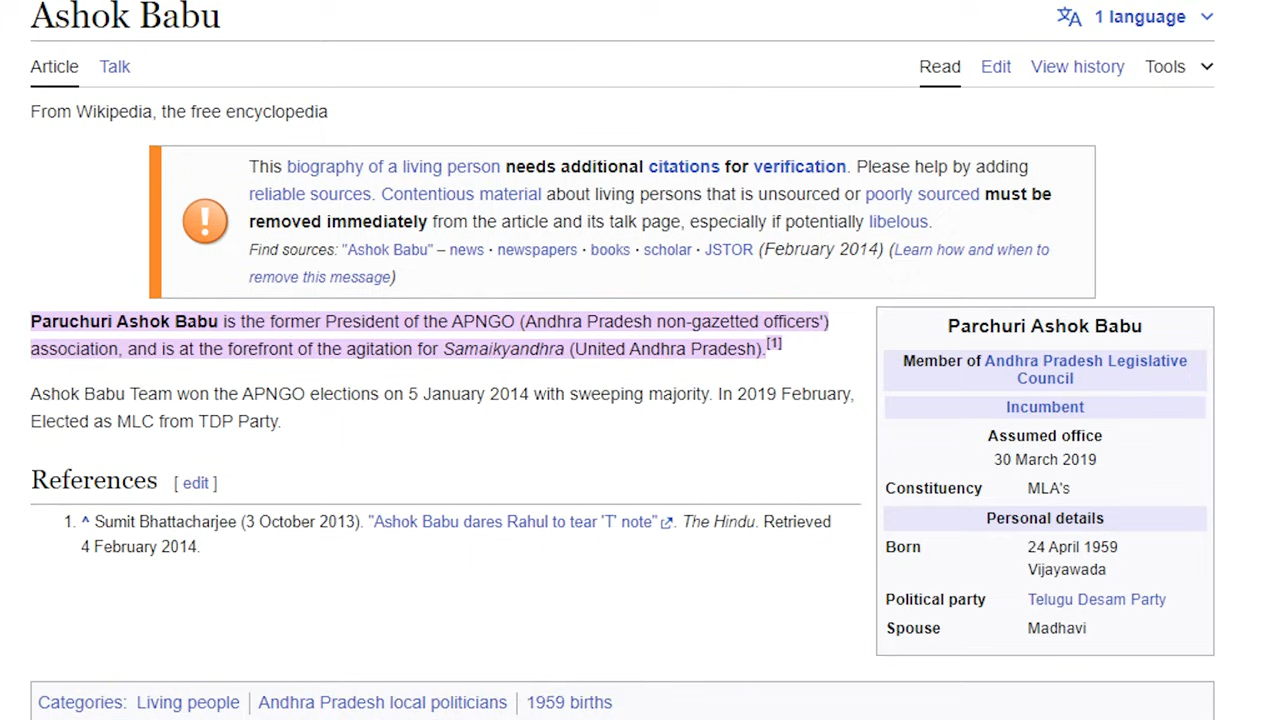 Ashok Babu
1 language
Article Talk
Read Edit View history Tools
From Wikipedia, the free encyclopedia
This biography of a living person needs additional citations for verification. Please help by adding
reliable sources. Contentious material about living persons that is unsourced or poorly sourced must be
removed immediately from the article and its talk page, especially if potentially libelous.
Find sources: "Ashok Babu" – news · newspapers · books · scholar · JSTOR (February 2014) (Learn how and when to
remove this message)
Paruchuri Ashok Babu is the former President of the APNGO (Andhra Pradesh non-gazetted officers')
association, and is at the forefront of the agitation for Samaikyandhra (United Andhra Pradesh).[1]
Ashok Babu Team won the APNGO elections on 5 January 2014 with sweeping majority. In 2019 February,
Elected as MLC from TDP Party.
References [ edit ]
1. ^ Sumit Bhattacharjee (3 October 2013). "Ashok Babu dares Rahul to tear 'T' note". The Hindu. Retrieved
4 February 2014.
Parchuri Ashok Babu
Member of Andhra Pradesh Legislative
Council
Incumbent
Assumed office
30 March 2019
Constituency MLA's
Personal details
Born 24 April 1959
Vijayawada
Political party Telugu Desam Party
Spouse Madhavi
Categories: Living people | Andhra Pradesh local politicians | 1959 births